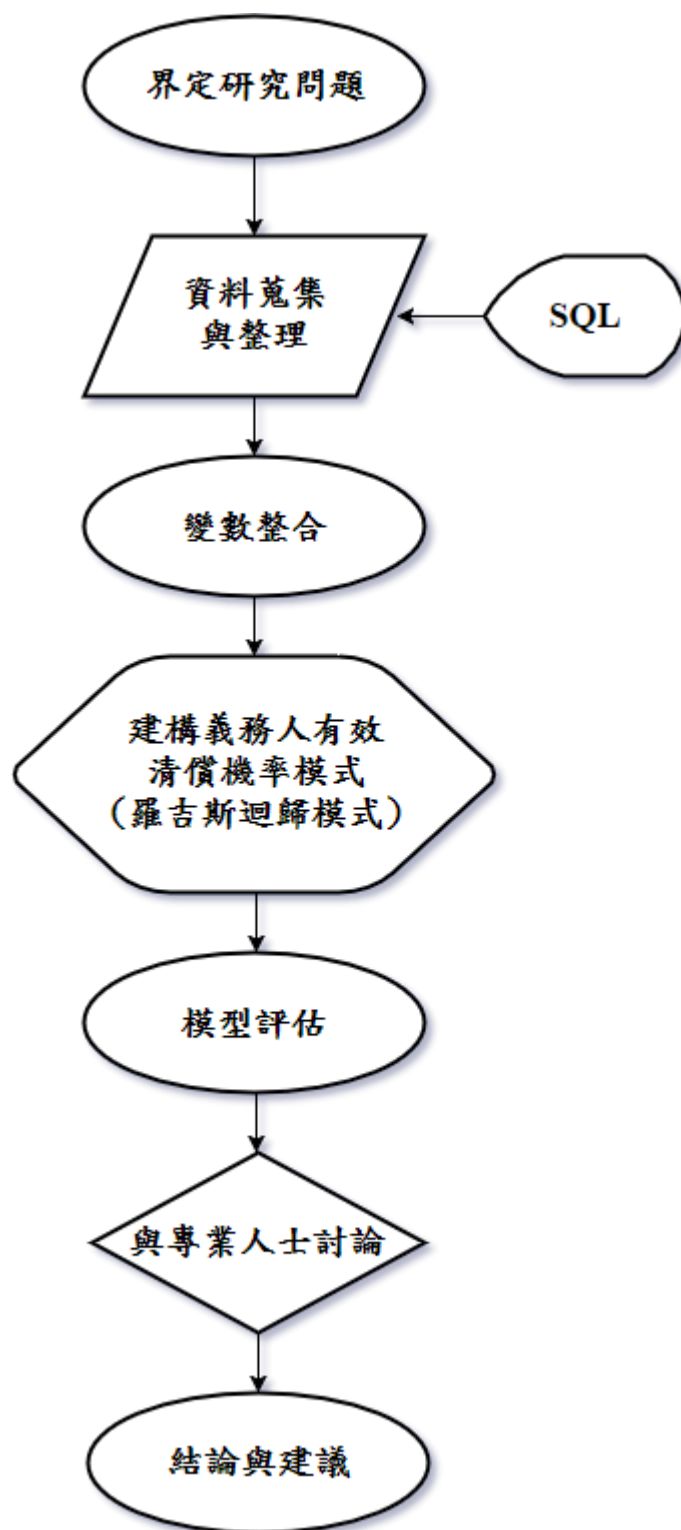 界定研究問題
資料蒐集
與整理
SQL
變數整合
建構義務人有效
清償機率模式
(羅吉斯迴歸模式)
模型評估
與專業人士討論
結論與建議